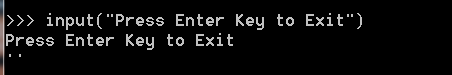 >>> input("Press Enter Key to Exit")
Press Enter Key to Exit
''